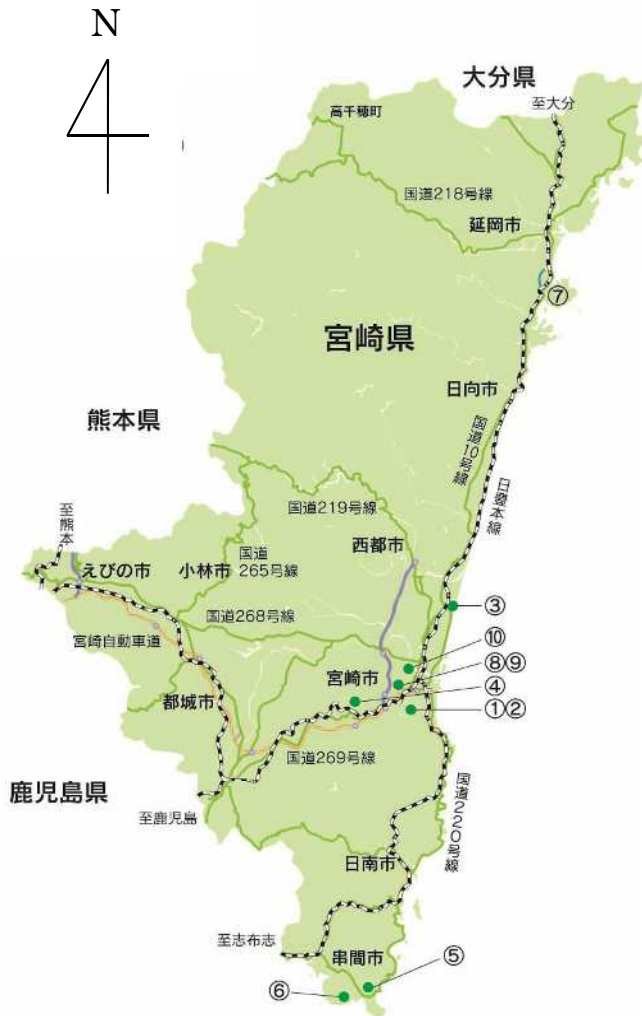 N
大分県
至大分
高千穂町
国道218号線
延岡市
⑦
宮崎県
日向市
熊本県
国道10号線
日豊本線
国道219号線
至熊本
西都市
えびの市
小林市
国道
265号線
③
国道268号線
宮崎自動車道
⑩
宮崎市
⑧⑨
④
都城市
①②
国道269号線
鹿児島県
国道220号線
至鹿児島
日南市
至志布志
串間市
⑤
⑥